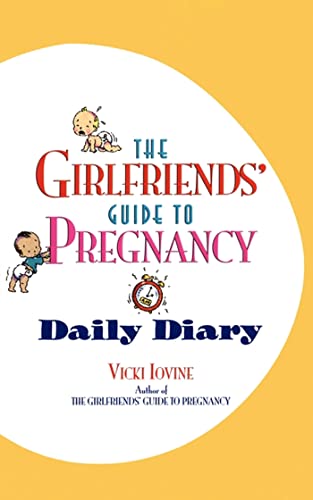 THE
GIRLFRIENDS'
GUIDE TO
PREGNANCY
Daily Diary
VICKI IOVINE
Author of
THE GIRLFRIENDS' GUIDE TO PREGNANCY